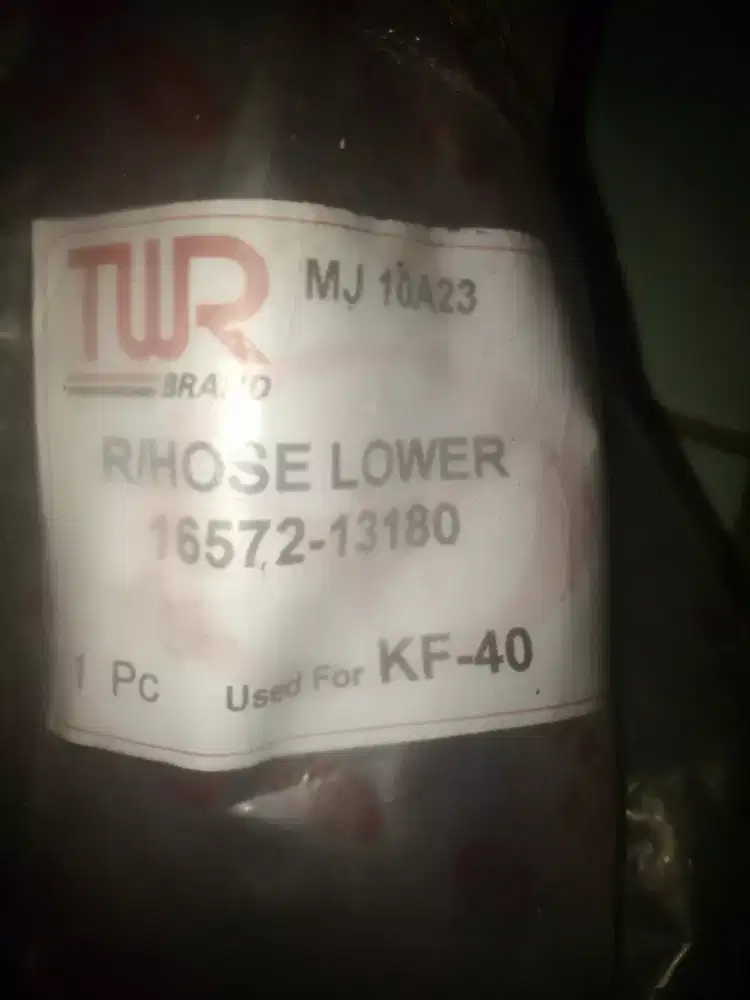 TWR
BRAND
MJ 10A23
R/HOSE LOWER
16572-13180
1 Pc
Used For KF-40